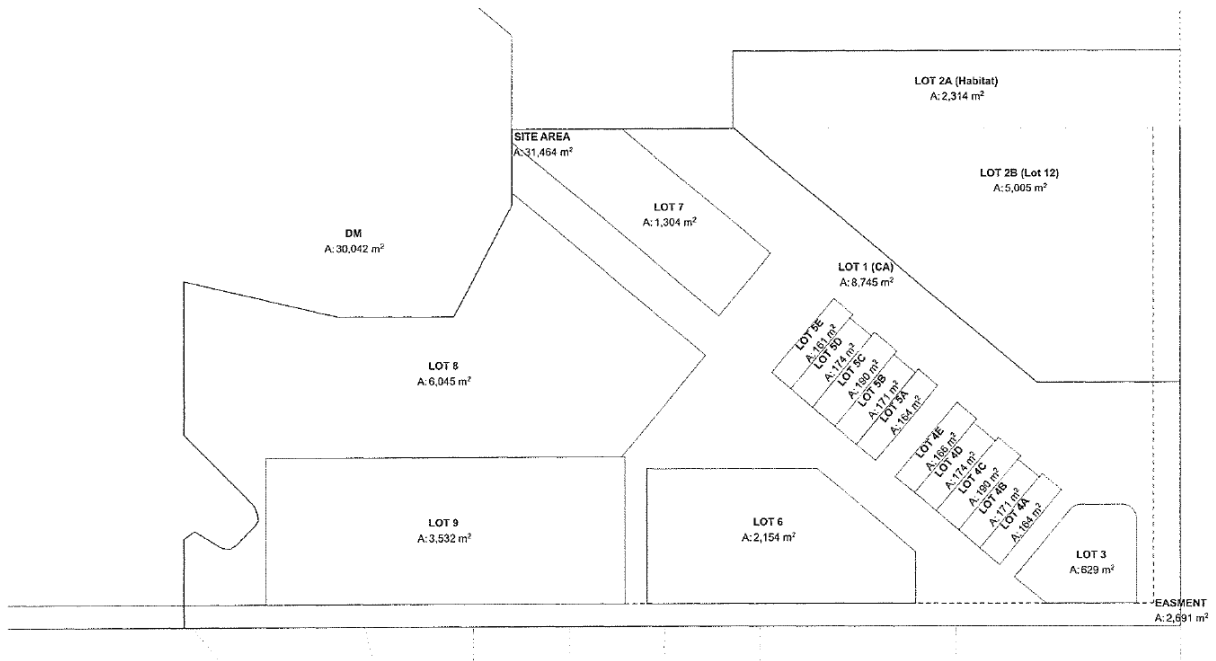 LOT 2A (Habitat)
A: 2,314 m²
SITE AREA
A: 31,464 m²
LOT 2B (Lot 12)
A: 5,005 m²
LOT 7
A: 1,304 m²
DM
A: 30,042 m²
LOT 1 (CA)
A: 8,745 m²
LOT 5E
A: 161 m²
LOT 5D
A: 174 m²
LOT 5C
A: 190 m²
LOT 5B
A: 171 m²
LOT 5A
A: 164 m²
LOT 8
A: 6,045 m²
LOT 4E
A: 166 m²
LOT 4D
A: 174 m²
LOT 4C
A: 190 m²
LOT 4B
A: 171 m²
LOT 4A
A: 164 m²
LOT 9
A: 3,532 m²
LOT 6
A: 2,154 m²
LOT 3
A: 629 m²
EASMENT
A: 2,691 m²